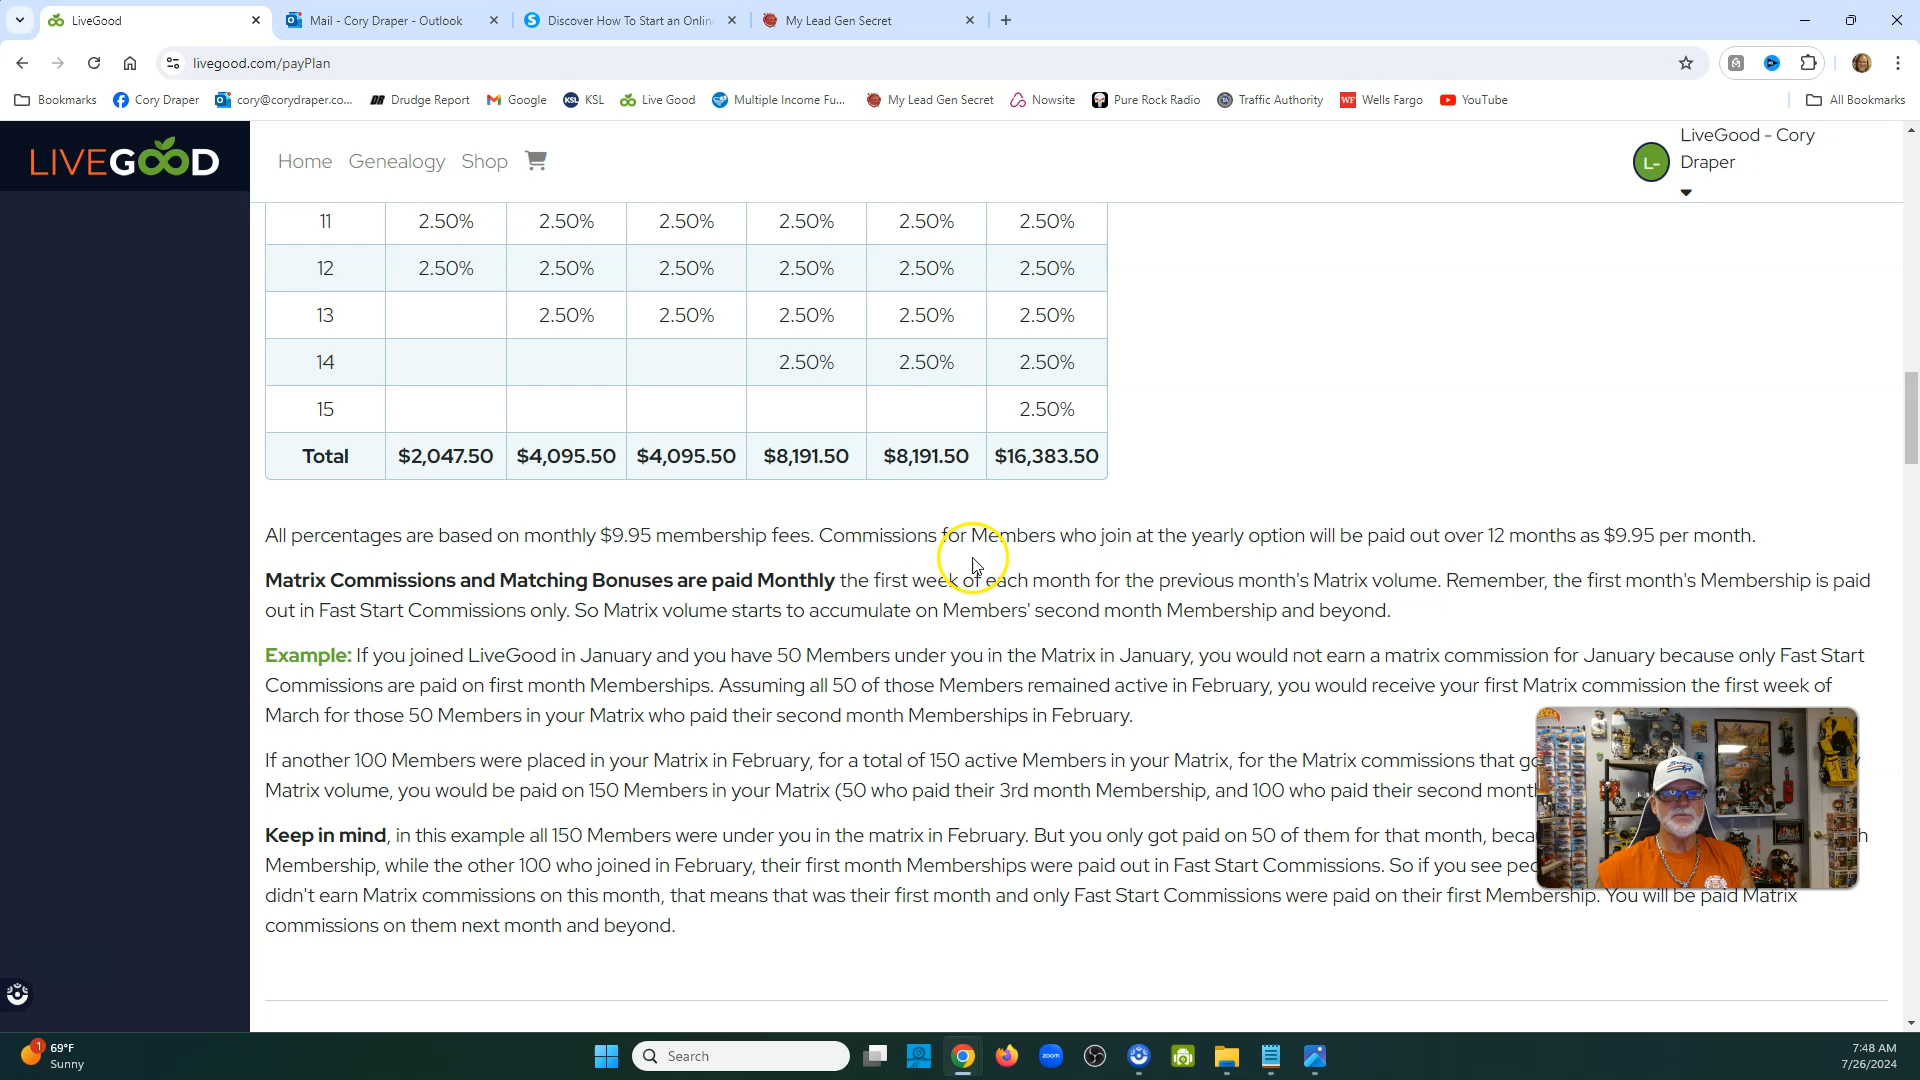 LiveGood
Mail - Cory Draper - Outlook
Discover How To Start an Onlin
My Lead Gen Secret
livegood.com/payPlan
Bookmarks
Cory Draper
cory@corydraper.co...
Drudge Report
Google
KSL
Live Good
Multiple Income Fu...
My Lead Gen Secret
Nowsite
Pure Rock Radio
Traffic Authority
Wells Fargo
YouTube
All Bookmarks
LIVEGOOD
Home Genealogy Shop
L-
LiveGood - Cory
Draper
11 2.50% 2.50% 2.50% 2.50% 2.50% 2.50%
12 2.50% 2.50% 2.50% 2.50% 2.50% 2.50%
13 2.50% 2.50% 2.50% 2.50% 2.50%
14 2.50% 2.50% 2.50%
15 2.50%
Total $2,047.50 $4,095.50 $4,095.50 $8,191.50 $8,191.50 $16,383.50
All percentages are based on monthly $9.95 membership fees. Commissions for Members who join at the yearly option will be paid out over 12 months as $9.95 per month.
Matrix Commissions and Matching Bonuses are paid Monthly the first week of each month for the previous month's Matrix volume. Remember, the first month's Membership is paid
out in Fast Start Commissions only. So Matrix volume starts to accumulate on Members' second month Membership and beyond.
Example: If you joined LiveGood in January and you have 50 Members under you in the Matrix in January, you would not earn a matrix commission for January because only Fast Start
Commissions are paid on first month Memberships. Assuming all 50 of those Members remained active in February, you would receive your first Matrix commission the first week of
March for those 50 Members in your Matrix who paid their second month Memberships in February.
If another 100 Members were placed in your Matrix in February, for a total of 150 active Members in your Matrix, for the Matrix commissions that
Matrix volume, you would be paid on 150 Members in your Matrix (50 who paid their 3rd month Membership, and 100 who paid their second
Keep in mind, in this example all 150 Members were under you in the matrix in February. But you only got paid on 50 of them for that month,
Membership, while the other 100 who joined in February, their first month Memberships were paid out in Fast Start Commissions. So if you see
didn't earn Matrix commissions on this month, that means that was their first month and only Fast Start Commissions were paid on their first Membership. You will be paid Matrix
commissions on them next month and beyond.
1
69°F
Sunny
Search
zoom
7:48 AM
7/26/2024